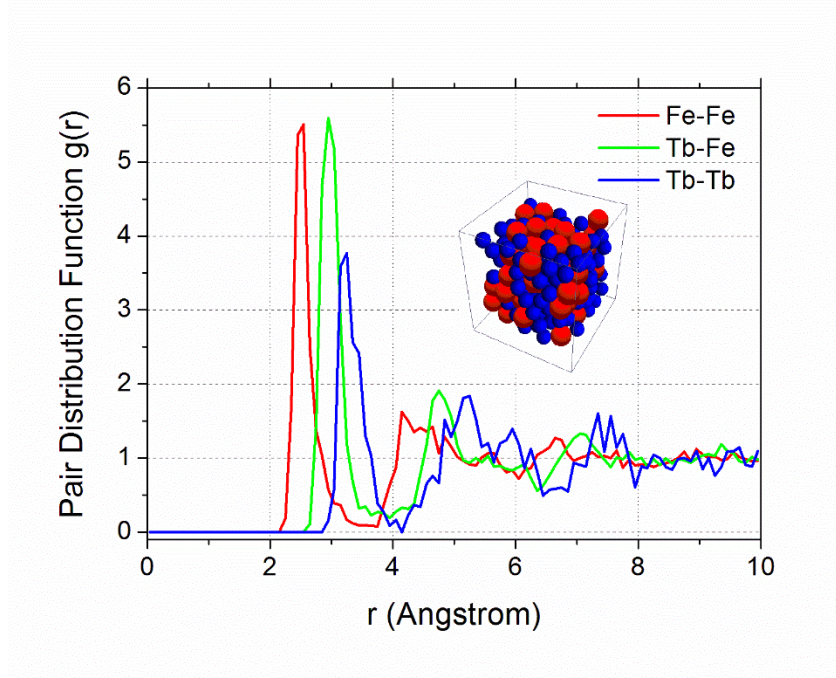 Pair Distribution Function g(r)
6
5
4
3
2
1
0
Fe-Fe
Tb-Fe
Tb-Tb
0 2 4 6 8 10
r (Angstrom)